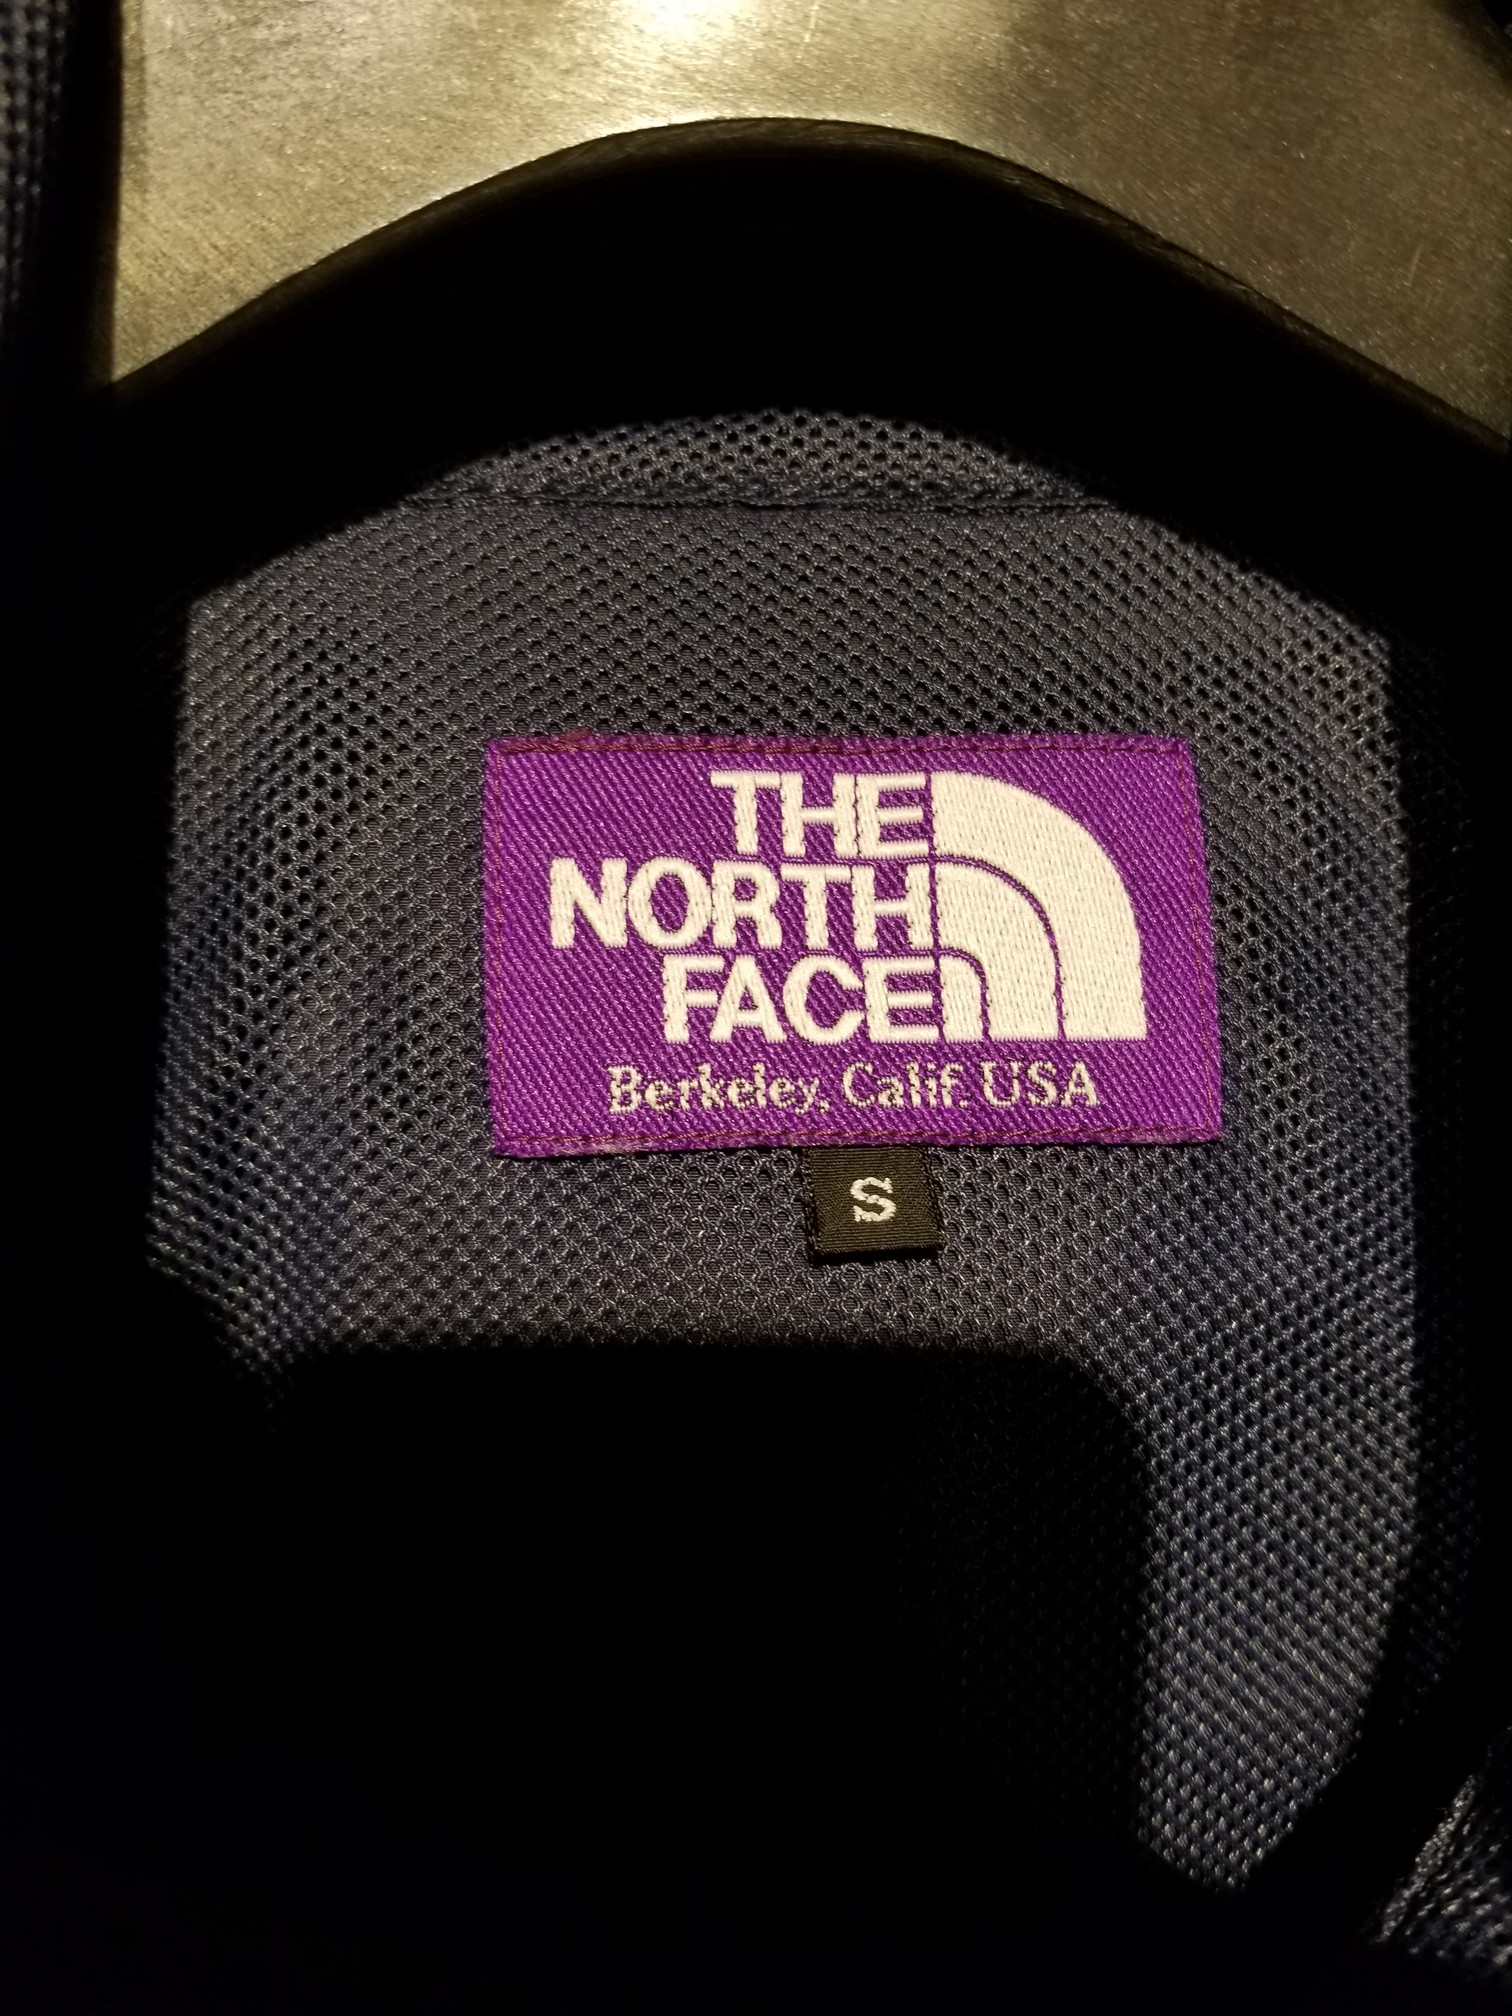 THE
NORTH
FACE
Berkeley, Calif. USA
S